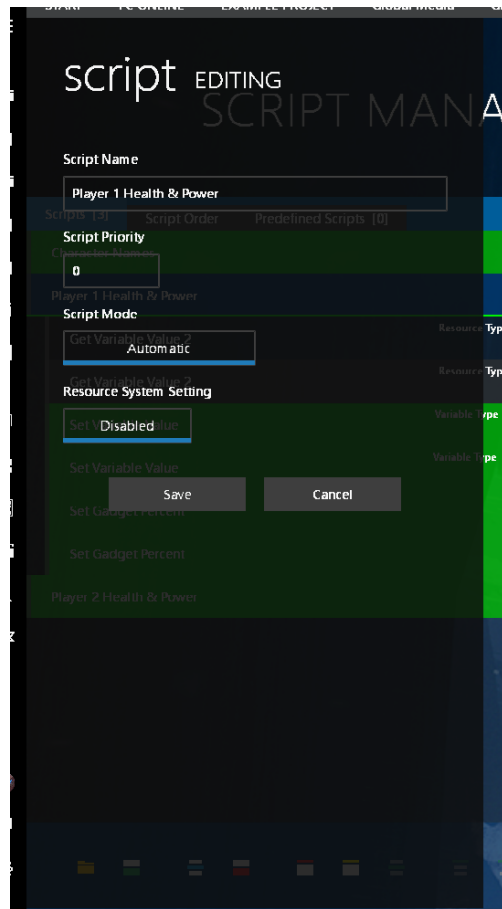 START PC ONLINE EXAMPLE PROJECT Global Media
script EDITING
SCRIPT MANA
Script Name
Player 1 Health & Power
Scripts [3] Script Order Predefined Scripts [0]
Script Priority
Character Names
0
Player 1 Health & Power
Script Mode
Resource Typ
Get Variable Value 2
Automatic
Resource Typ
Get Variable Value 2
Resource System Setting
Variable Type
Set Variable Value
Disabled
Variable Type
Set Variable Value
Save Cancel
Set Gadget Percent
Set Gadget Percent
Player 2 Health & Power